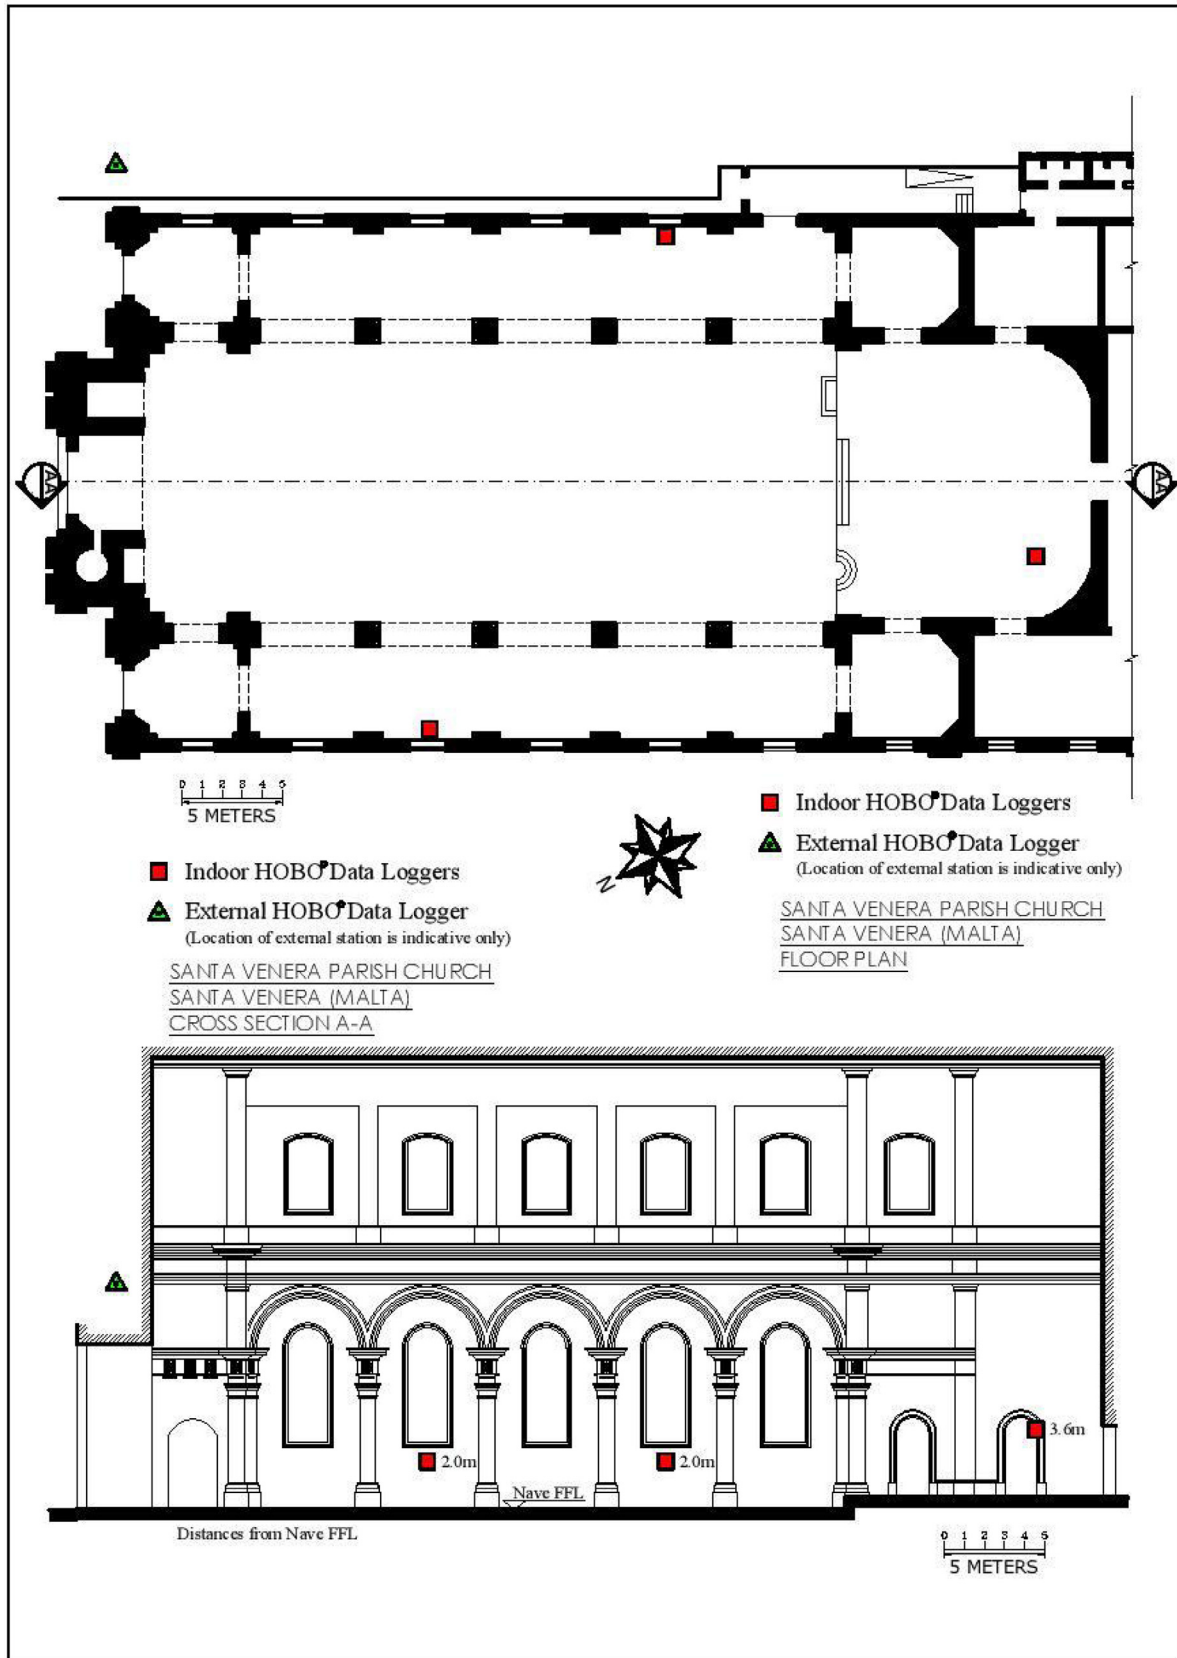 AA
AA
0 1 2 3 4 5
5 METERS
Indoor HOBO® Data Loggers
External HOBO® Data Logger
(Location of external station is indicative only)
SANTA VENERA PARISH CHURCH
SANTA VENERA (MALTA)
FLOOR PLAN
N
Indoor HOBO® Data Loggers
External HOBO® Data Logger
(Location of external station is indicative only)
SANTA VENERA PARISH CHURCH
SANTA VENERA (MALTA)
CROSS SECTION A-A
3.6m
2.0m
2.0m
Nave FFL
Distances from Nave FFL
0 1 2 3 4 5
5 METERS